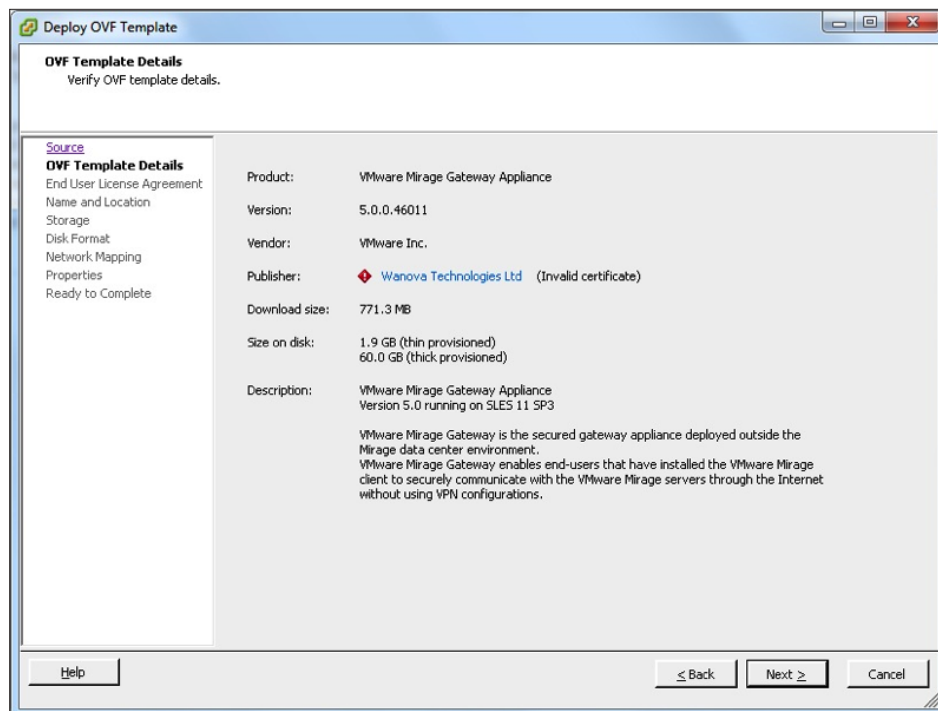 Deploy OVF Template
OVF Template Details
Verify OVF template details.
Source
OVF Template Details
End User License Agreement
Name and Location
Storage
Disk Format
Network Mapping
Properties
Ready to Complete
Product: VMware Mirage Gateway Appliance
Version: 5.0.0.46011
Vendor: VMware Inc.
Publisher: Wanova Technologies Ltd (Invalid certificate)
Download size: 771.3 MB
Size on disk: 1.9 GB (thin provisioned)
60.0 GB (thick provisioned)
Description: VMware Mirage Gateway Appliance
Version 5.0 running on SLES 11 SP3
VMware Mirage Gateway is the secured gateway appliance deployed outside the
Mirage data center environment.
VMware Mirage Gateway enables end-users that have installed the VMware Mirage
client to securely communicate with the VMware Mirage servers through the Internet
without using VPN configurations.
Help
< Back Next > Cancel